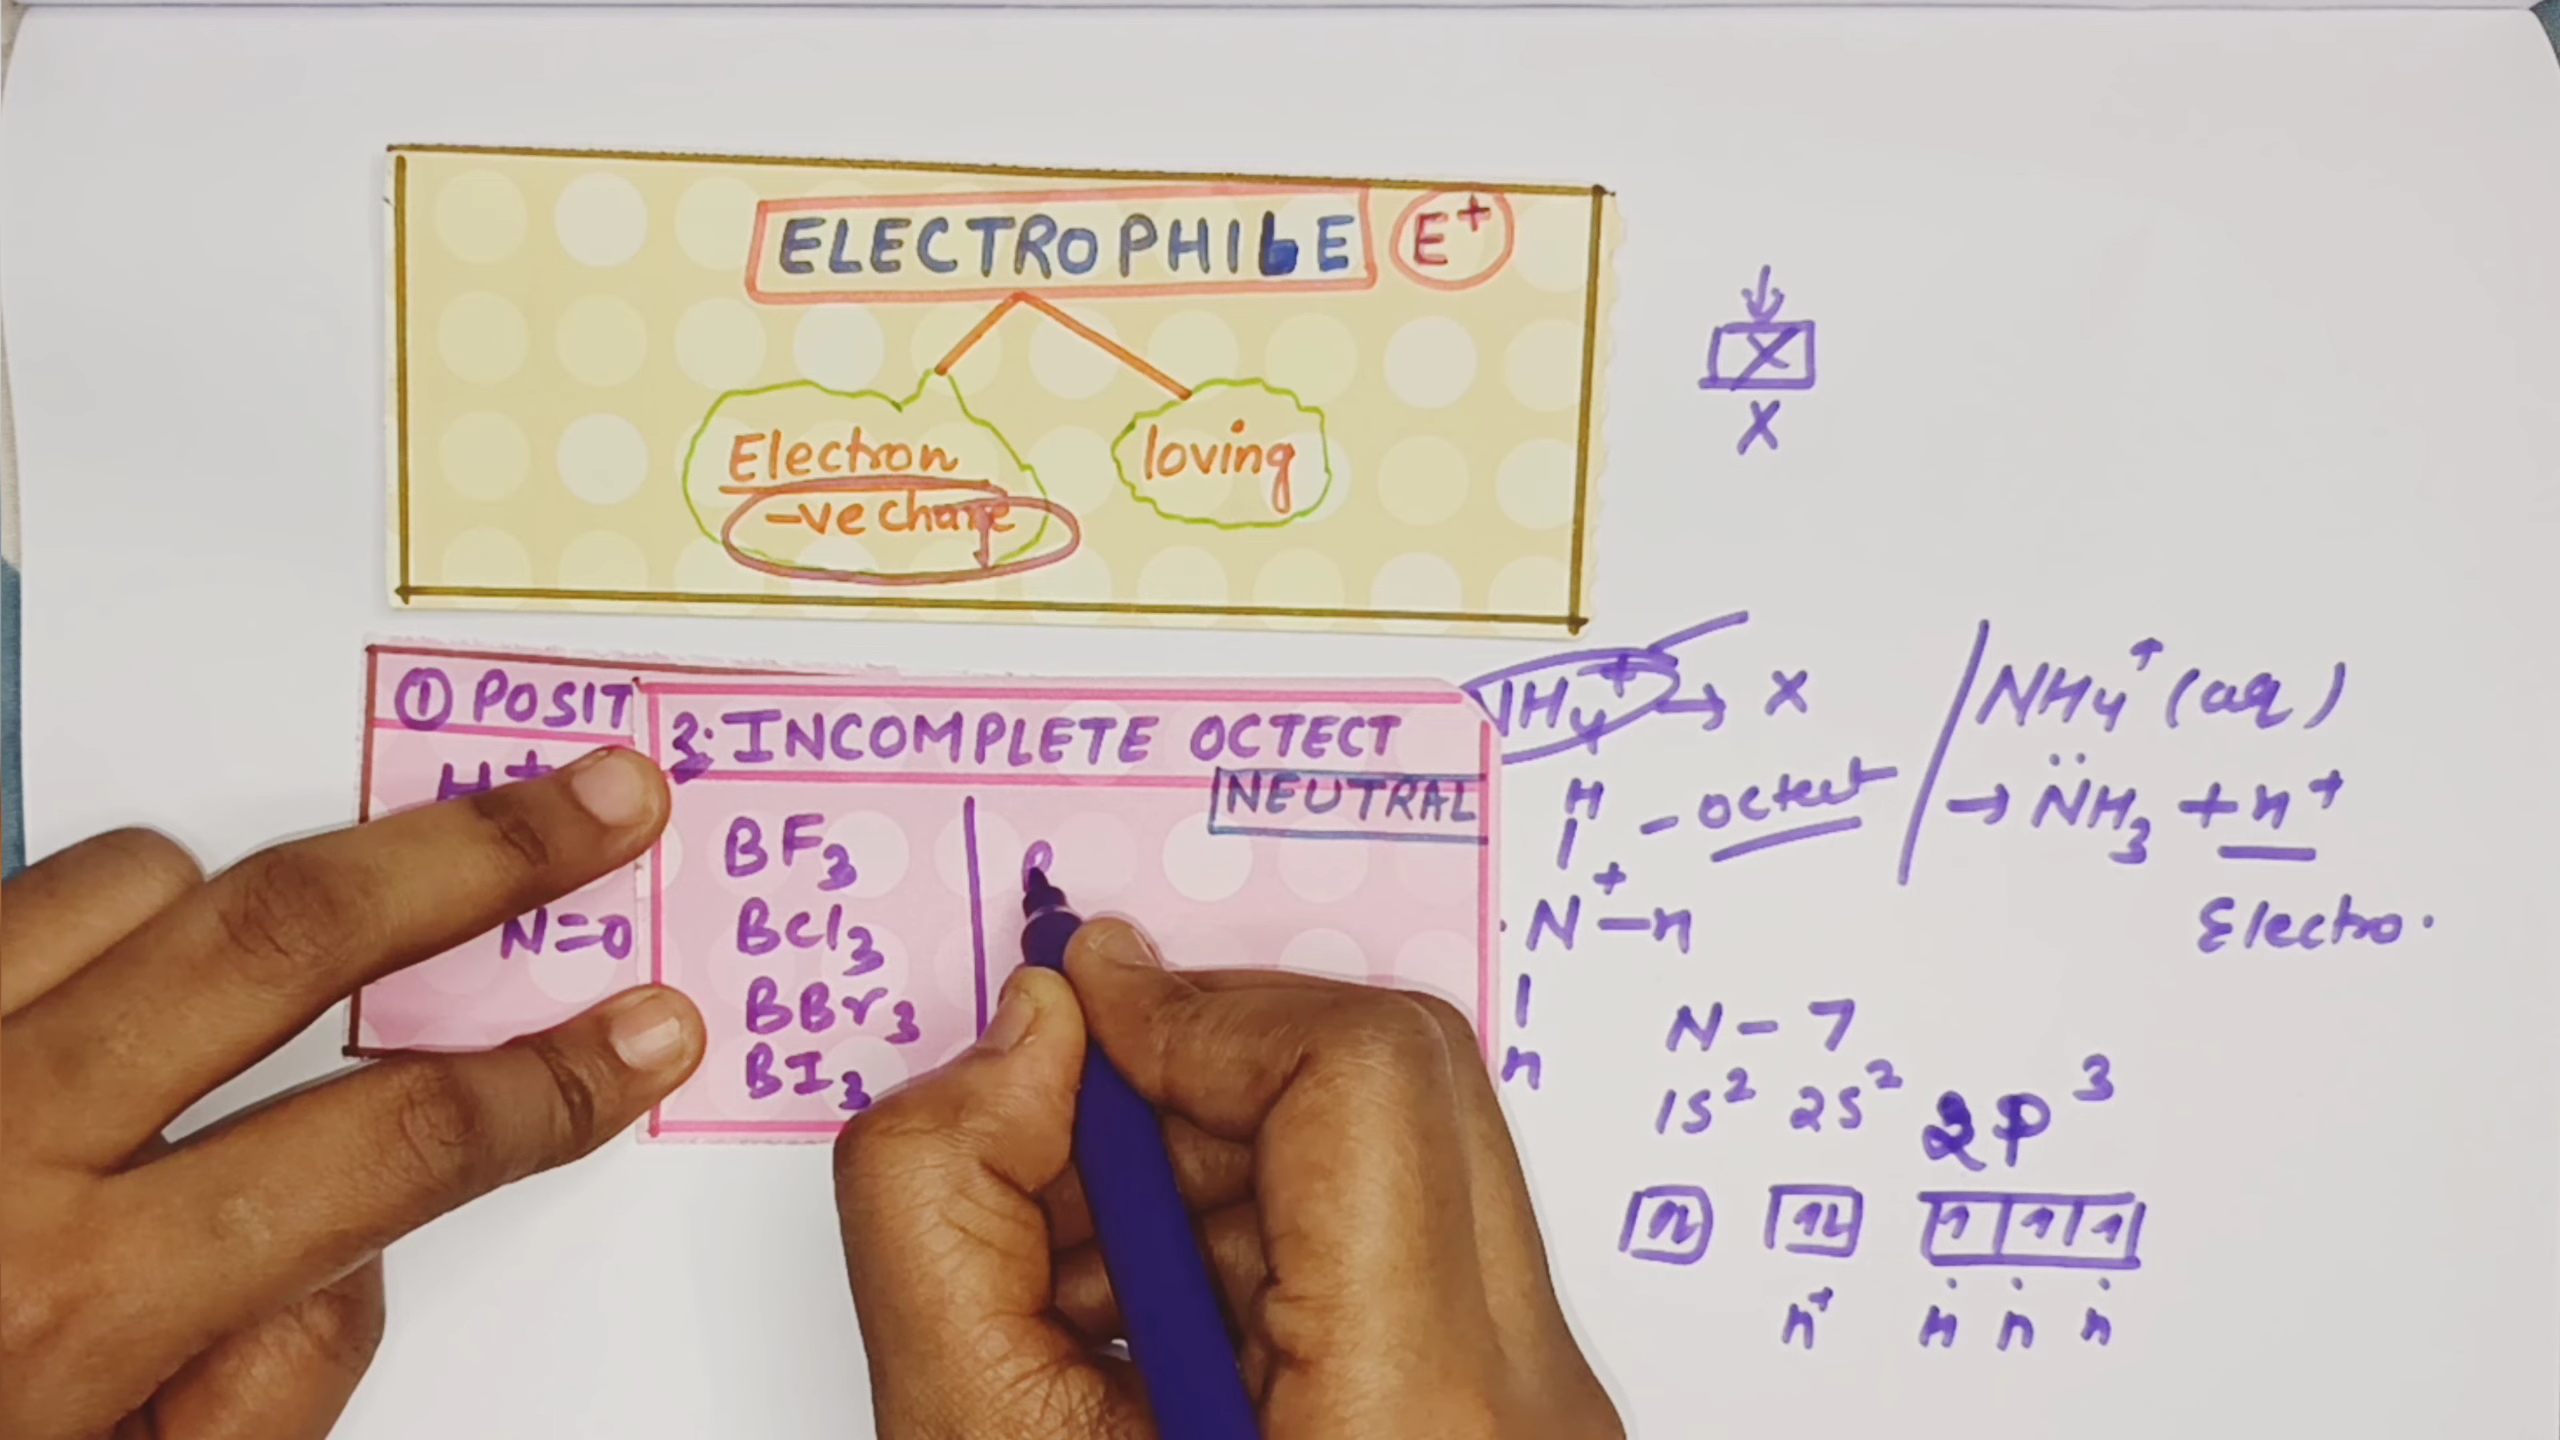 ELECTROPHILE E+
Electron
-ve charge
loving
X
① POSIT
H+
N=0
3. INCOMPLETE OCTECT
NEUTRAL
BF3
BCl3
BBr3
BI3
NH4+ → X
H
- octect
N+ - H
H
NH4+ (aq)
→ NH3 + H+
Electro.
N - 7
1s2 2s2 2p3
H+ H H H